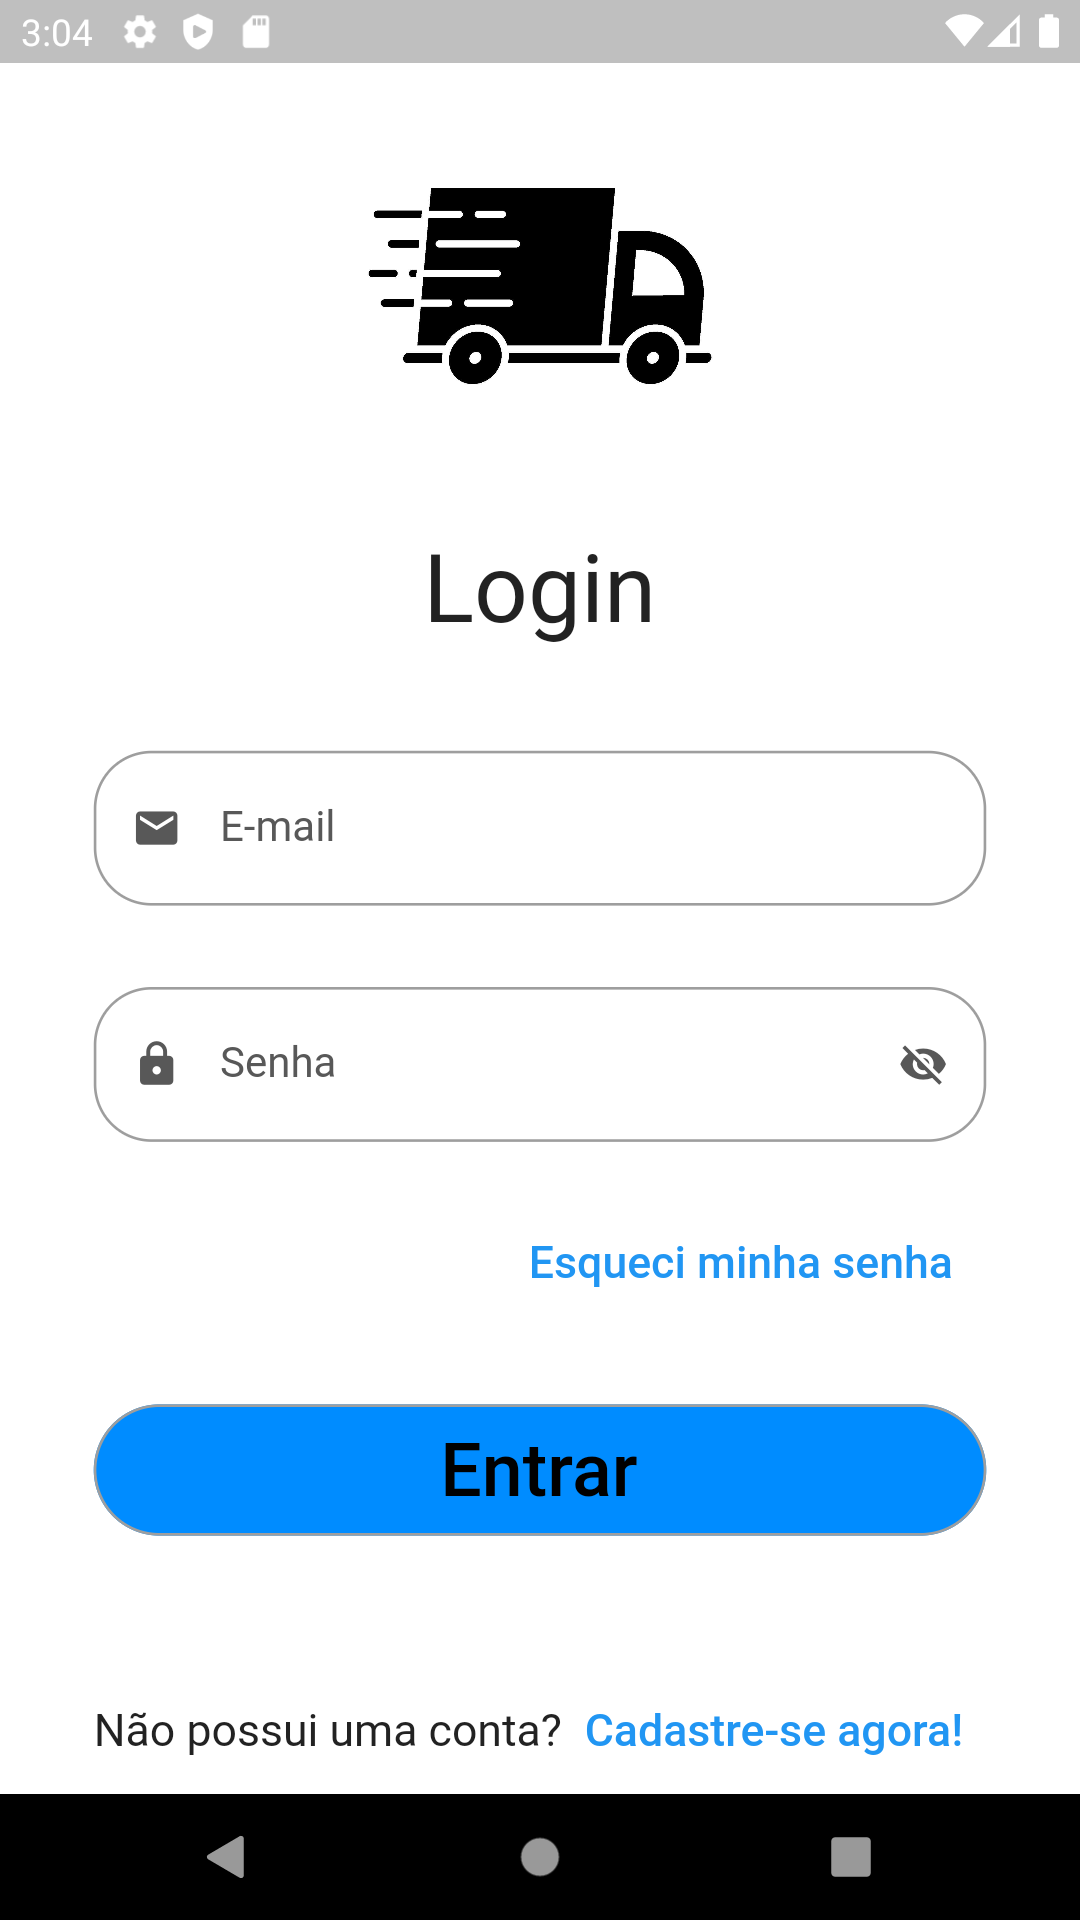 3:04
Login
E-mail
Senha
Esqueci minha senha
Entrar
Não possui uma conta? Cadastre-se agora!